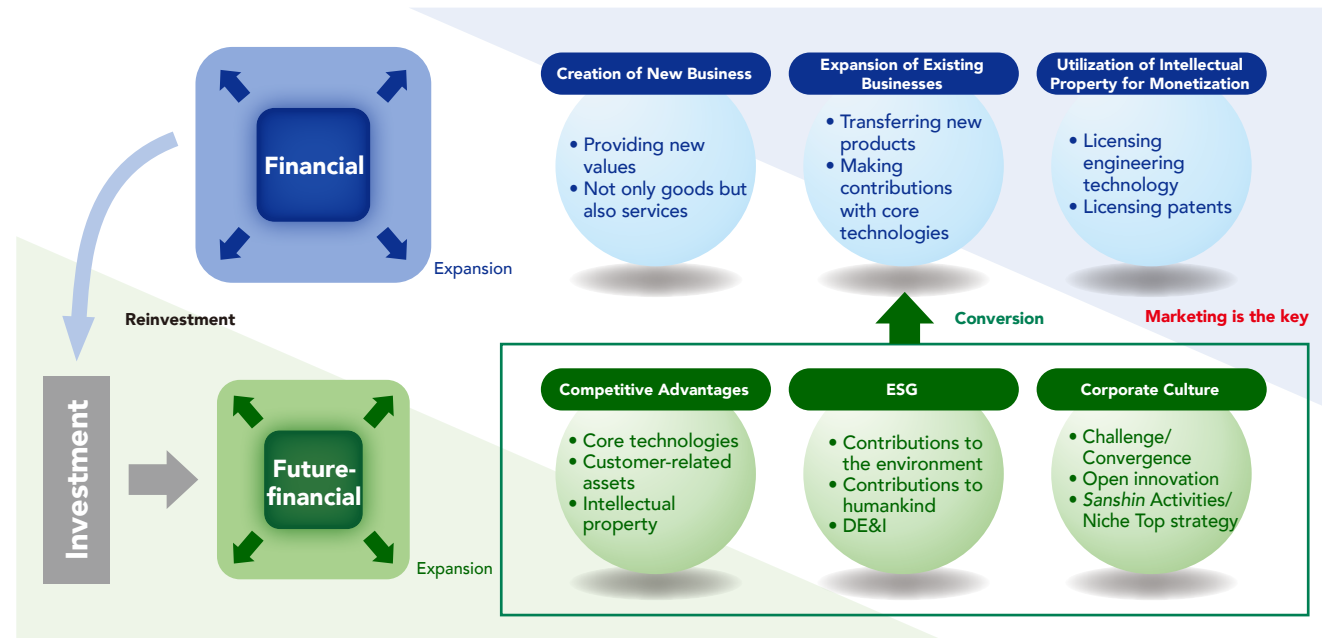 Financial
Expansion
Creation of New Business
• Providing new
values
• Not only goods but
also services
Expansion of Existing
Businesses
• Transferring new
products
• Making
contributions
with core
technologies
Utilization of Intellectual
Property for Monetization
• Licensing
engineering
technology
• Licensing patents
Reinvestment
Conversion
Marketing is the key
Investment
Future-
financial
Expansion
Competitive Advantages
• Core technologies
• Customer-related
assets
• Intellectual
property
ESG
• Contributions to
the environment
• Contributions to
humankind
• DE&I
Corporate Culture
• Challenge/
Convergence
• Open innovation
• Sanshin Activities/
Niche Top strategy